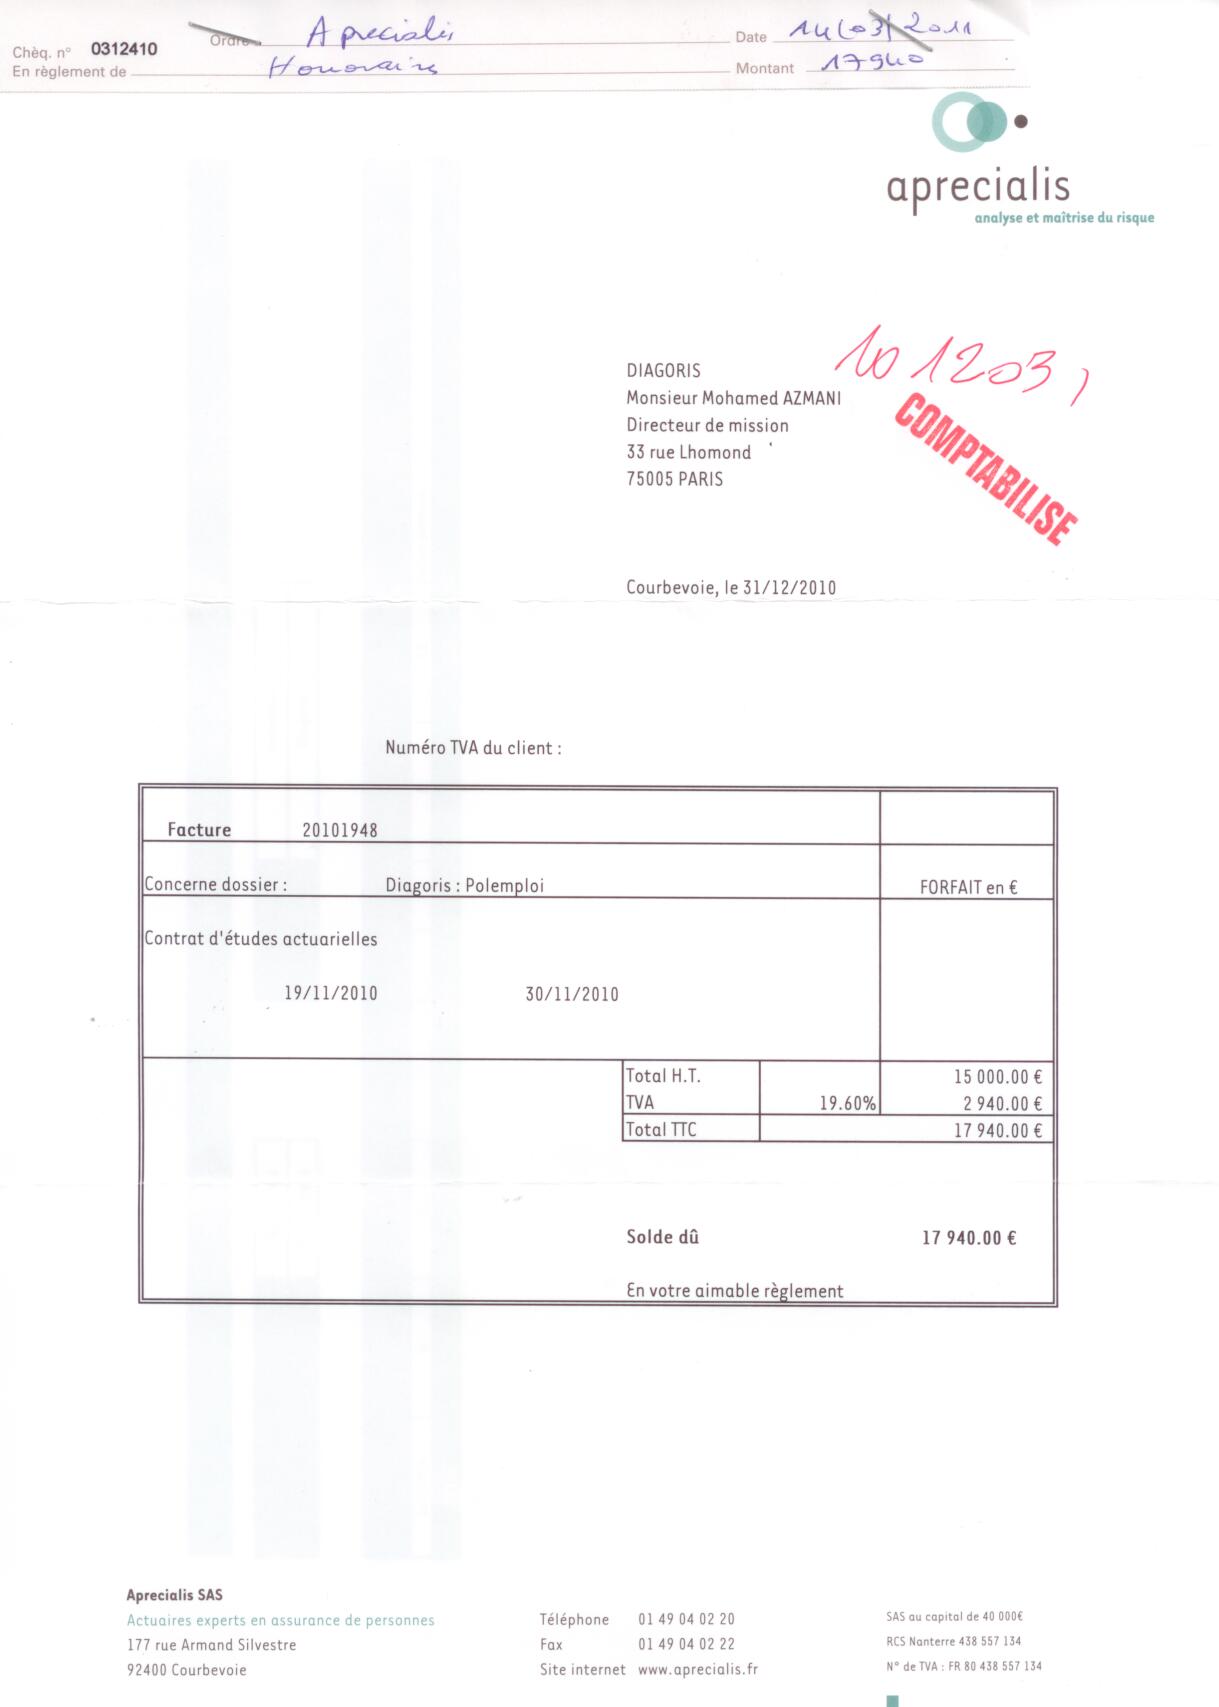 Chèq. n° 0312410 Ordre Aprecialis Date 14/03/2011
En règlement de Honoraires Montant 17940
aprecialis
analyse et maîtrise du risque
101203
COMPTABILISE
DIAGORIS
Monsieur Mohamed AZMANI
Directeur de mission
33 rue Lhomond
75005 PARIS
Courbevoie, le 31/12/2010
Numéro TVA du client :
Facture 20101948
Concerne dossier : Diagoris : Polemploi FORFAIT en €
Contrat d'études actuarielles
19/11/2010 30/11/2010
Total H.T. 15 000.00 €
TVA 19.60% 2 940.00 €
Total TTC 17 940.00 €
Solde dû 17 940.00 €
En votre aimable règlement
Aprecialis SAS
Actuaires experts en assurance de personnes
177 rue Armand Silvestre
92400 Courbevoie
Téléphone 01 49 04 02 20
Fax 01 49 04 02 22
Site internet www.aprecialis.fr
SAS au capital de 40 000€
RCS Nanterre 438 557 134
N° de TVA : FR 80 438 557 134